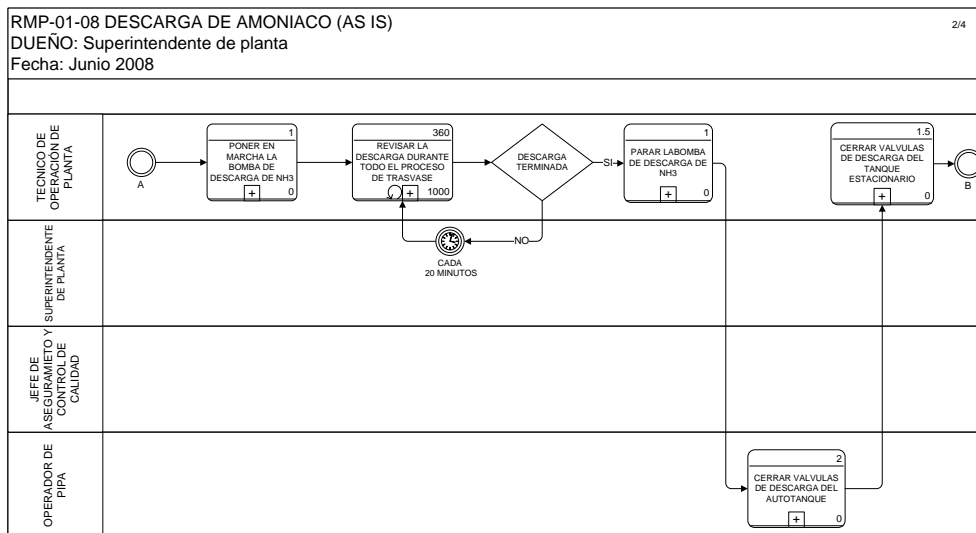 RMP-01-08 DESCARGA DE AMONIACO (AS IS)
2/4
DUEÑO: Superintendente de planta
Fecha: Junio 2008
TECNICO DE
OPERACIÓN DE
PLANTA
A
1
PONER EN
MARCHA LA
BOMBA DE
DESCARGA DE NH3
+
0
360
REVISAR LA
DESCARGA DURANTE
TODO EL PROCESO
DE TRASVASE
+
1000
DESCARGA
TERMINADA
SI
NO
CADA
20 MINUTOS
1
PARAR LABOMBA
DE DESCARGA DE
NH3
+
0
1.5
CERRAR VALVULAS
DE DESCARGA DEL
TANQUE
ESTACIONARIO
+
0
B
SUPERINTENDENTE
DE PLANTA
JEFE DE
ASEGURAMIETO Y
CONTROL DE
CALIDAD
OPERADOR DE
PIPA
2
CERRAR VALVULAS
DE DESCARGA DEL
AUTOTANQUE
+
0